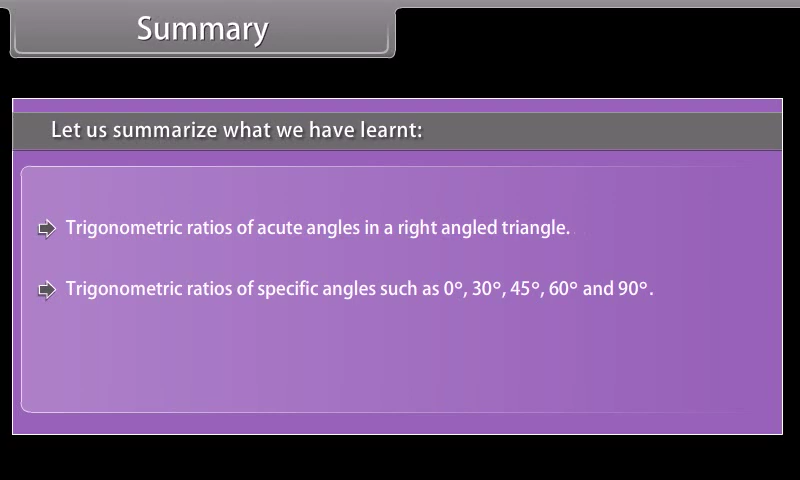 Summary
Let us summarize what we have learnt:
Trigonometric ratios of acute angles in a right angled triangle.
Trigonometric ratios of specific angles such as 0°, 30°, 45°, 60° and 90°.